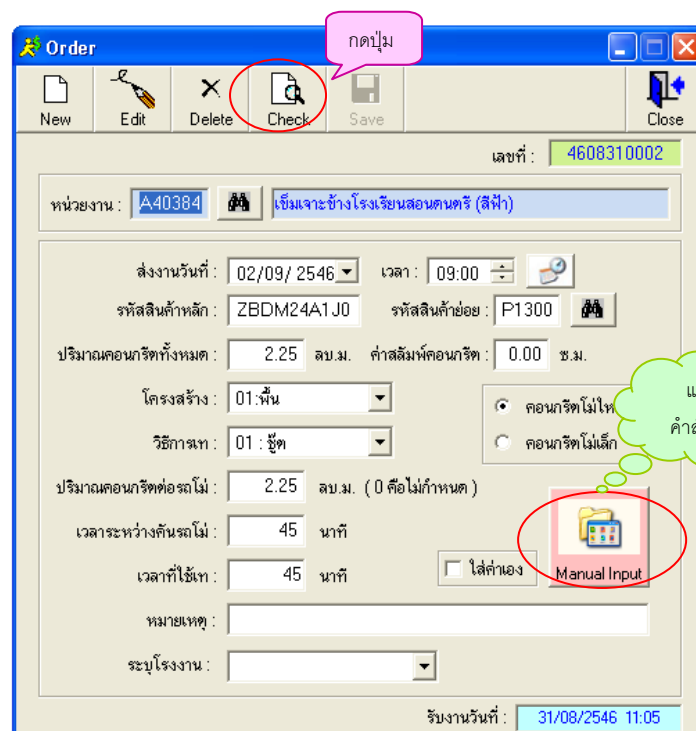 กดปุ่ม
Order
New Edit Delete Check Save Close
เลขที่ : 4608310002
หน่วยงาน : A40384 เข็มเจาะข้างโรงเรียนสอนดนตรี (สีฟ้า)
ส่งงานวันที่ : 02/09/ 2546 เวลา : 09:00
รหัสสินค้าหลัก : ZBDM24A1J0 รหัสสินค้าย่อย : P1300
ปริมาณคอนกรีตทั้งหมด : 2.25 ลบ.ม. ค่าสลัมพ์คอนกรีต : 0.00 ซ.ม.
โครงสร้าง : 01:พื้น
คอนกรีตโม่ให
แ
คำส
วิธีการเท : 01 : ชู๊ต
คอนกรีตโม่เล็ก
ปริมาณคอนกรีตต่อรถโม่ : 2.25 ลบ.ม. ( 0 คือไม่กำหนด )
เวลาระหว่างคันรถโม่ : 45 นาที
เวลาที่ใช้เท : 45 นาที
ใส่ค่าเอง
Manual Input
หมายเหตุ :
ระบุโรงงาน :
รับงานวันที่ : 31/08/2546 11:05